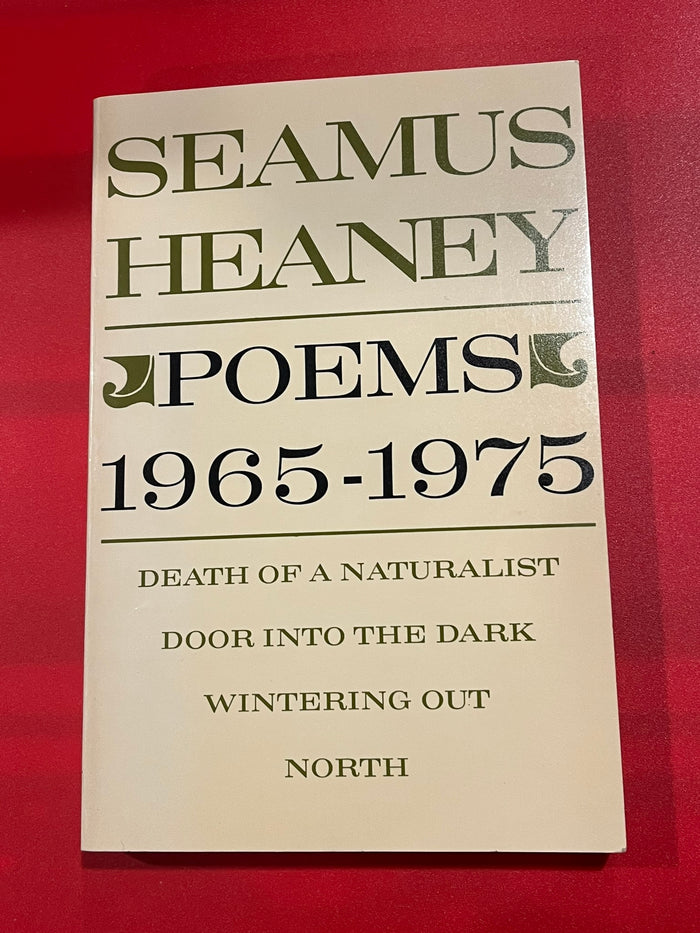 SEAMUS
HEANEY
POEMS
1965-1975
DEATH OF A NATURALIST
DOOR INTO THE DARK
WINTERING OUT
NORTH